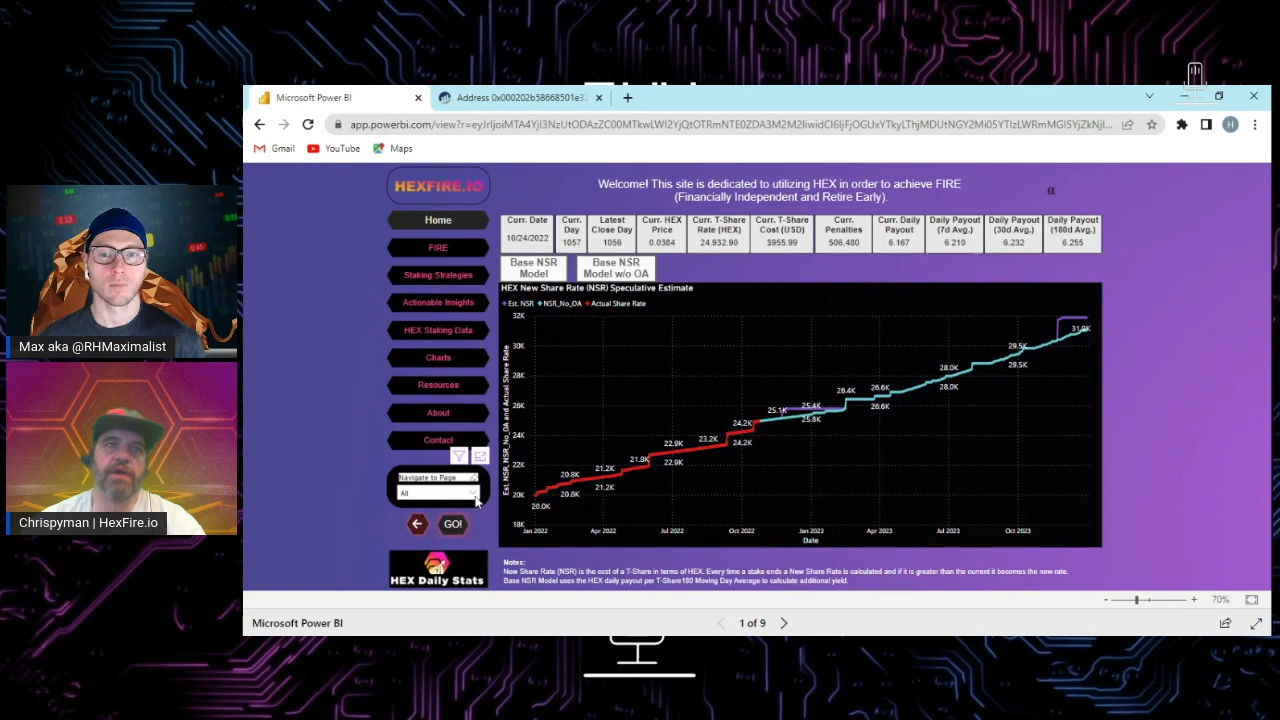 Microsoft Power BI
Address 0x000202b58668501e3
Gmail
YouTube
Maps
HEXFIRE.IO
Welcome! This site is dedicated to utilizing HEX in order to achieve FIRE
(Financially Independent and Retire Early).
α
Home
FIRE
Staking Strategies
Actionable Insights
HEX Staking Data
Charts
Resources
About
Contact
Navigate to Page
All
GO!
HEX Daily Stats
Curr. Date
10/24/2022
Curr. Day
1057
Latest Close Day
1056
Curr. HEX Price
0.0384
Curr. T-Share Rate (HEX)
24,932.90
Curr. T-Share Cost (USD)
$955.99
Curr. Penalties
506,480
Curr. Daily Payout
6.167
Daily Payout (7d Avg.)
6.210
Daily Payout (30d Avg.)
6.232
Daily Payout (180d Avg.)
6.255
Base NSR Model
Base NSR Model w/o OA
HEX New Share Rate (NSR) Speculative Estimate
Est. NSR NSR_No_OA Actual Share Rate
Est. NSR, NSR_No_OA and Actual Share Rate
32K
30K
28K
26K
24K
22K
20K
18K
20.0K
20.8K
20.8K
21.2K
21.2K
21.8K
22.9K
22.9K
23.2K
24.2K
24.2K
25.1K
25.4K
25.8K
26.4K
26.6K
26.6K
28.0K
28.0K
29.5K
29.5K
31.0K
Jan 2022
Apr 2022
Jul 2022
Oct 2022
Jan 2023
Apr 2023
Jul 2023
Oct 2023
Date
Notes:
New Share Rate (NSR) is the cost of a T-Share in terms of HEX. Every time a stake ends a New Share Rate is calculated and if it is greater than the current it becomes the new rate.
Base NSR Model uses the HEX daily payout per T-Share180 Moving Day Average to calculate additional yield.
70%
Microsoft Power BI
1 of 9
Max aka @RHMaximalist
Chrispyman | HexFire.io